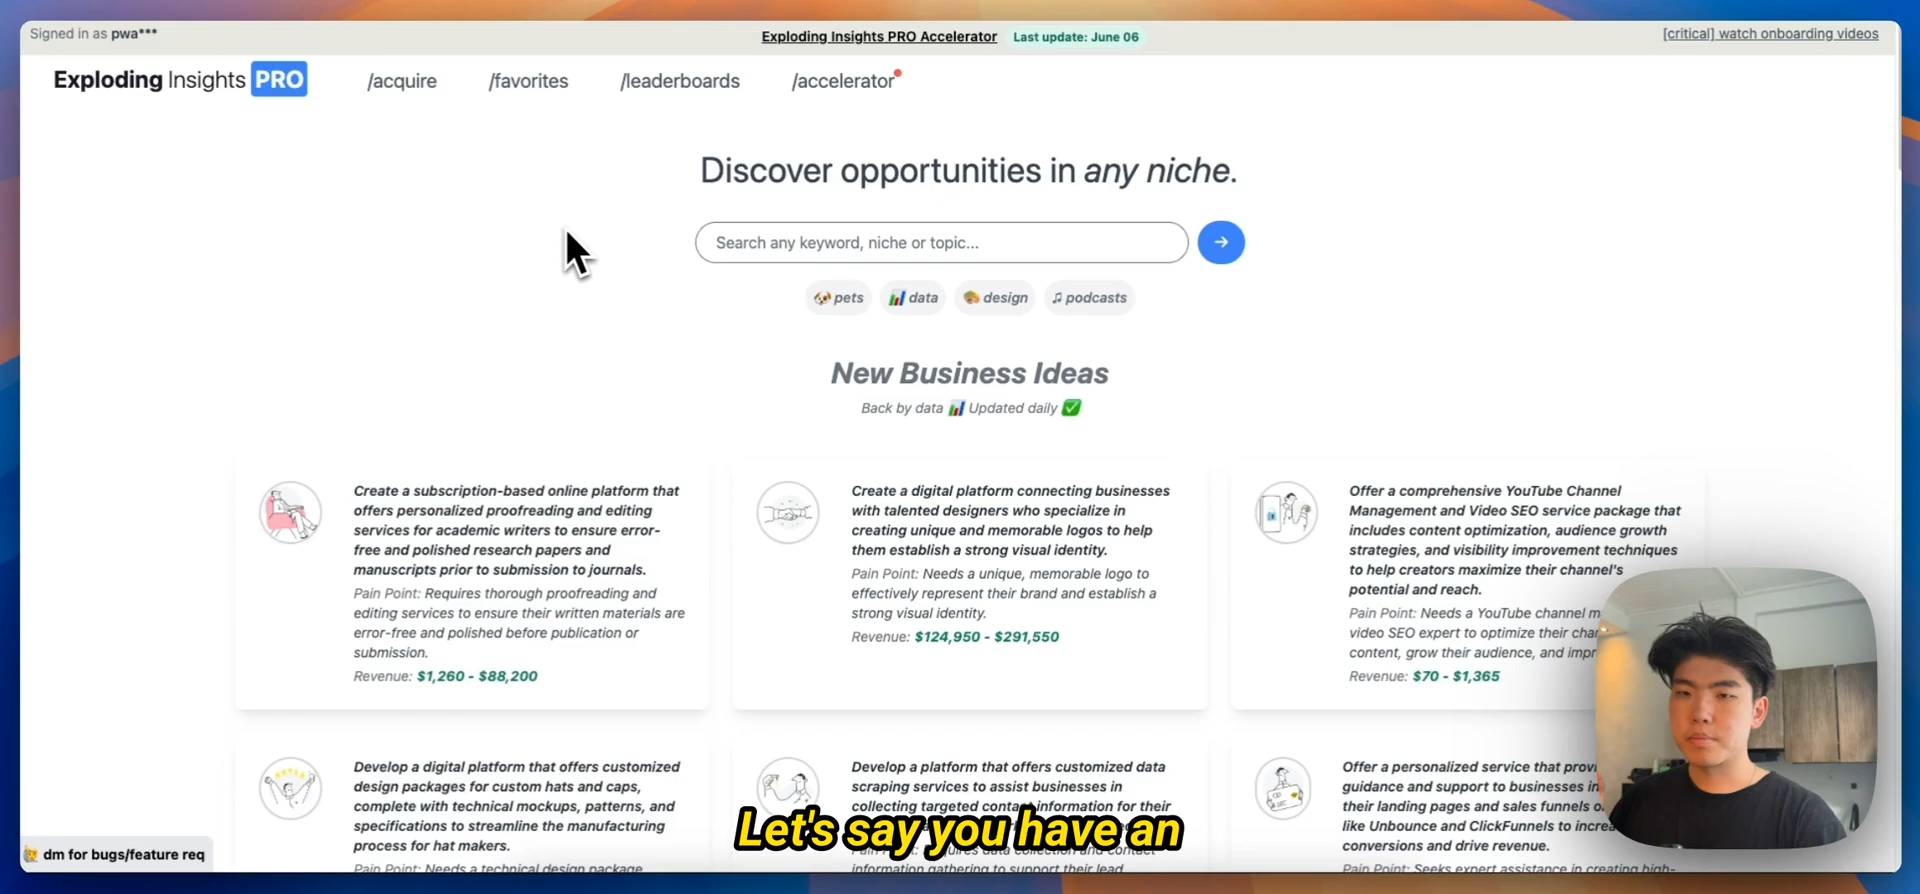 Signed in as pwa***
Exploding Insights PRO Accelerator Last update: June 06
[critical] watch onboarding videos
Exploding Insights PRO
/acquire
/favorites
/leaderboards
/accelerator
Discover opportunities in any niche.
Search any keyword, niche or topic...
pets
data
design
podcasts
New Business Ideas
Back by data Updated daily
Create a subscription-based online platform that
offers personalized proofreading and editing
services for academic writers to ensure error-
free and polished research papers and
manuscripts prior to submission to journals.
Pain Point: Requires thorough proofreading and
editing services to ensure their written materials are
error-free and polished before publication or
submission.
Revenue: $1,260 - $88,200
Create a digital platform connecting businesses
with talented designers who specialize in
creating unique and memorable logos to help
them establish a strong visual identity.
Pain Point: Needs a unique, memorable logo to
effectively represent their brand and establish a
strong visual identity.
Revenue: $124,950 - $291,550
Offer a comprehensive YouTube Channel
Management and Video SEO service package that
includes content optimization, audience growth
strategies, and visibility improvement techniques
to help creators maximize their channel's
potential and reach.
Pain Point: Needs a YouTube channel
video SEO expert to optimize their
content, grow their audience, and
Revenue: $70 - $1,365
Develop a digital platform that offers customized
design packages for custom hats and caps,
complete with technical mockups, patterns, and
specifications to streamline the manufacturing
process for hat makers.
Pain Point: Needs a technical design package
Develop a platform that offers customized data
scraping services to assist businesses in
collecting targeted contact information for their
information gathering to support their lead
Offer a personalized service that
guidance and support to businesses in
their landing pages and sales funnels
like Unbounce and ClickFunnels to
conversions and drive revenue.
Pain Point: Seeks expert assistance in creating
Let's say you have an
dm for bugs/feature req